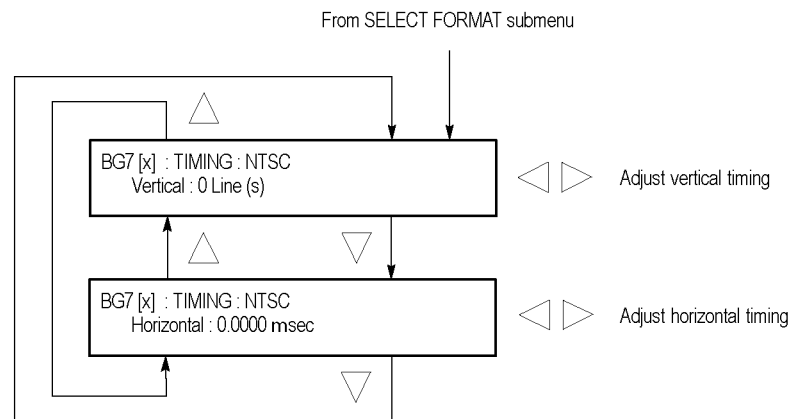 From SELECT FORMAT submenu
BG7 [x] : TIMING : NTSC
Vertical : 0 Line (s)
Adjust vertical timing
BG7 [x] : TIMING : NTSC
Horizontal : 0.0000 msec
Adjust horizontal timing